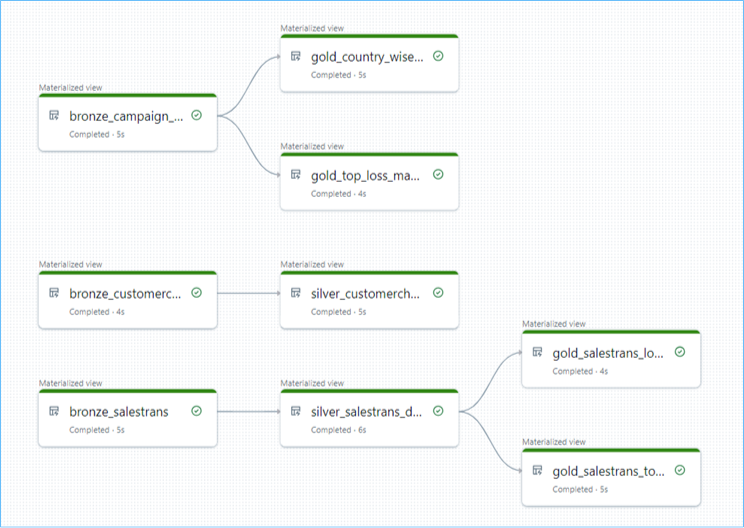 Materialized view
gold_country_wise...
Completed · 5s
Materialized view
bronze_campaign_...
Completed · 5s
Materialized view
gold_top_loss_ma...
Completed · 4s
Materialized view
bronze_customerc...
Completed · 4s
Materialized view
silver_customerch...
Completed · 5s
Materialized view
gold_salestrans_lo...
Completed · 4s
Materialized view
bronze_salestrans
Completed · 5s
Materialized view
silver_salestrans_d...
Completed · 6s
Materialized view
gold_salestrans_to...
Completed · 5s